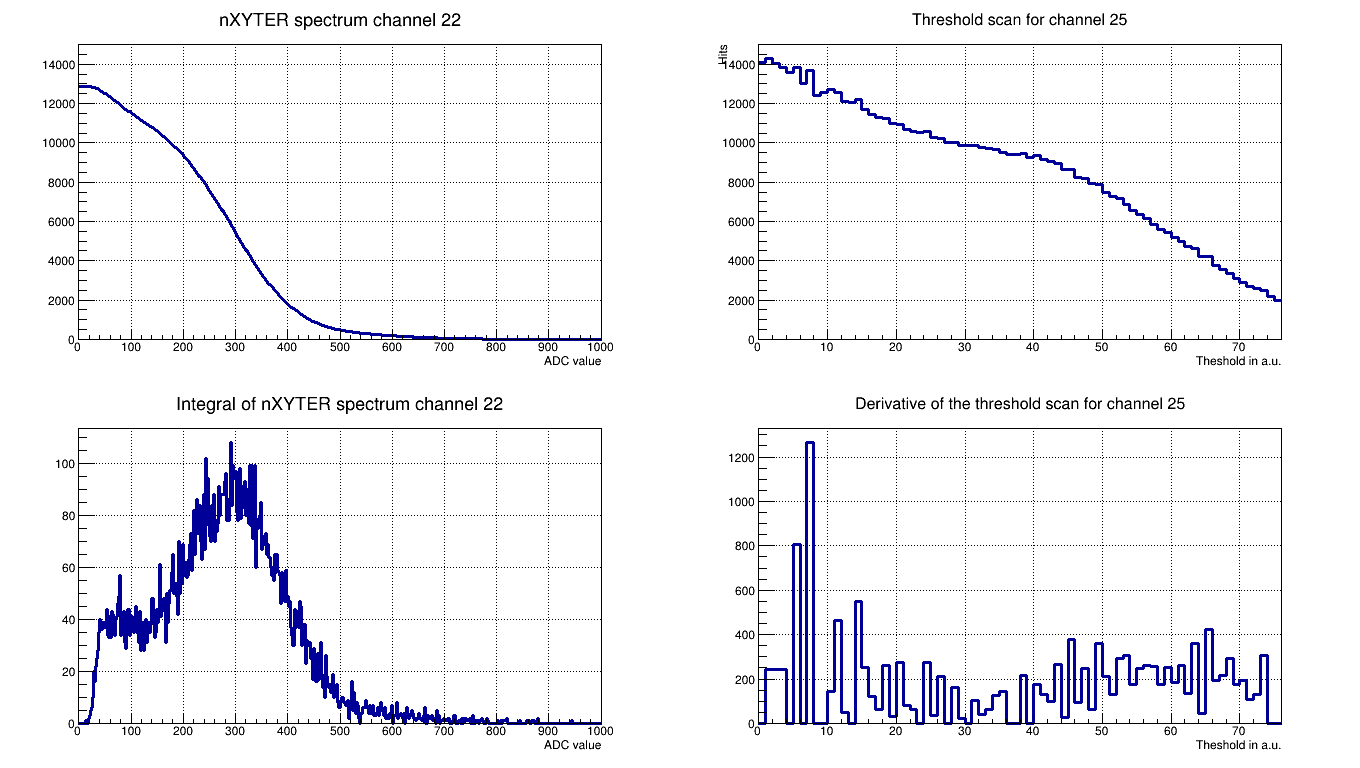 nXYTER spectrum channel 22
14000
12000
10000
8000
6000
4000
2000
0
0 100 200 300 400 500 600 700 800 900 1000
ADC value
Threshold scan for channel 25
Hits
14000
12000
10000
8000
6000
4000
2000
0
0 10 20 30 40 50 60 70
Theshold in a.u.
Integral of nXYTER spectrum channel 22
100
80
60
40
20
0
0 100 200 300 400 500 600 700 800 900 1000
ADC value
Derivative of the threshold scan for channel 25
1200
1000
800
600
400
200
0
0 10 20 30 40 50 60 70
Theshold in a.u.